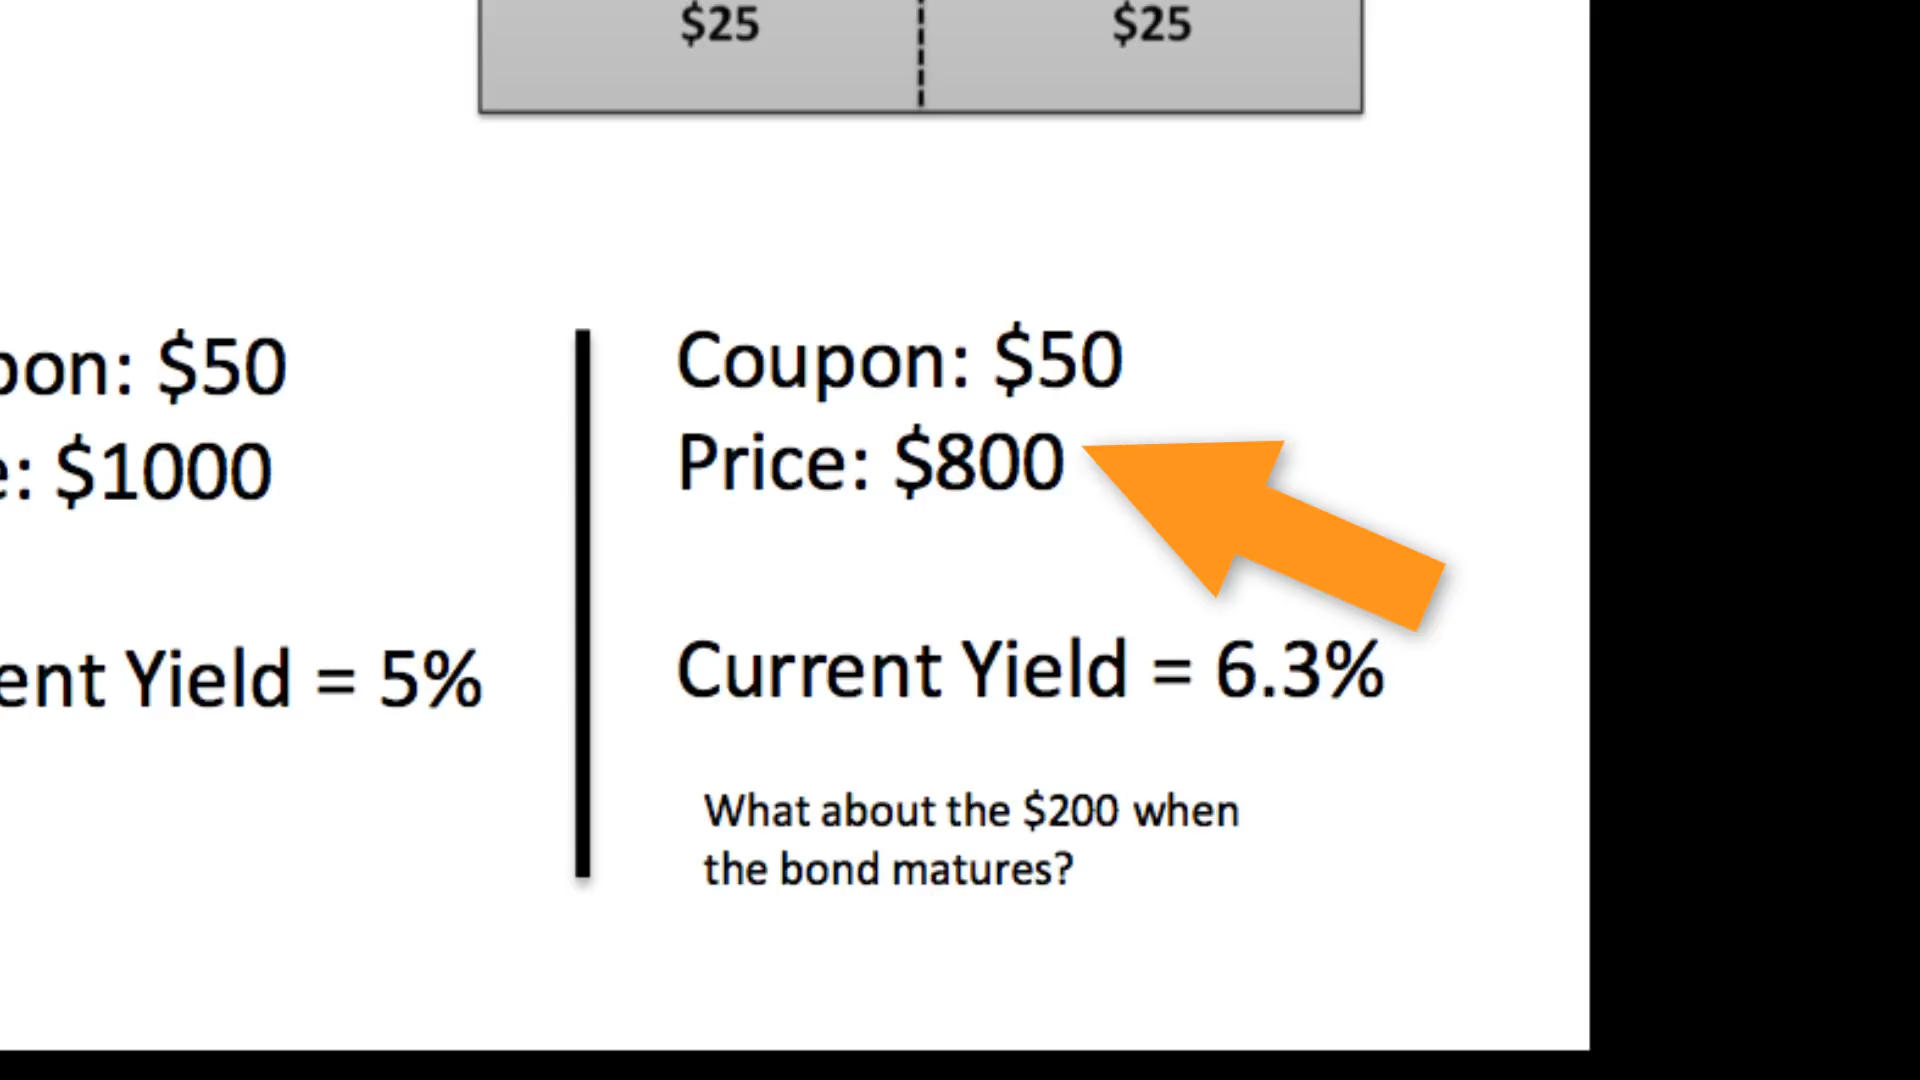 $25 $25
pon: $50
e: $1000
ent Yield = 5%
Coupon: $50
Price: $800
Current Yield = 6.3%
What about the $200 when
the bond matures?